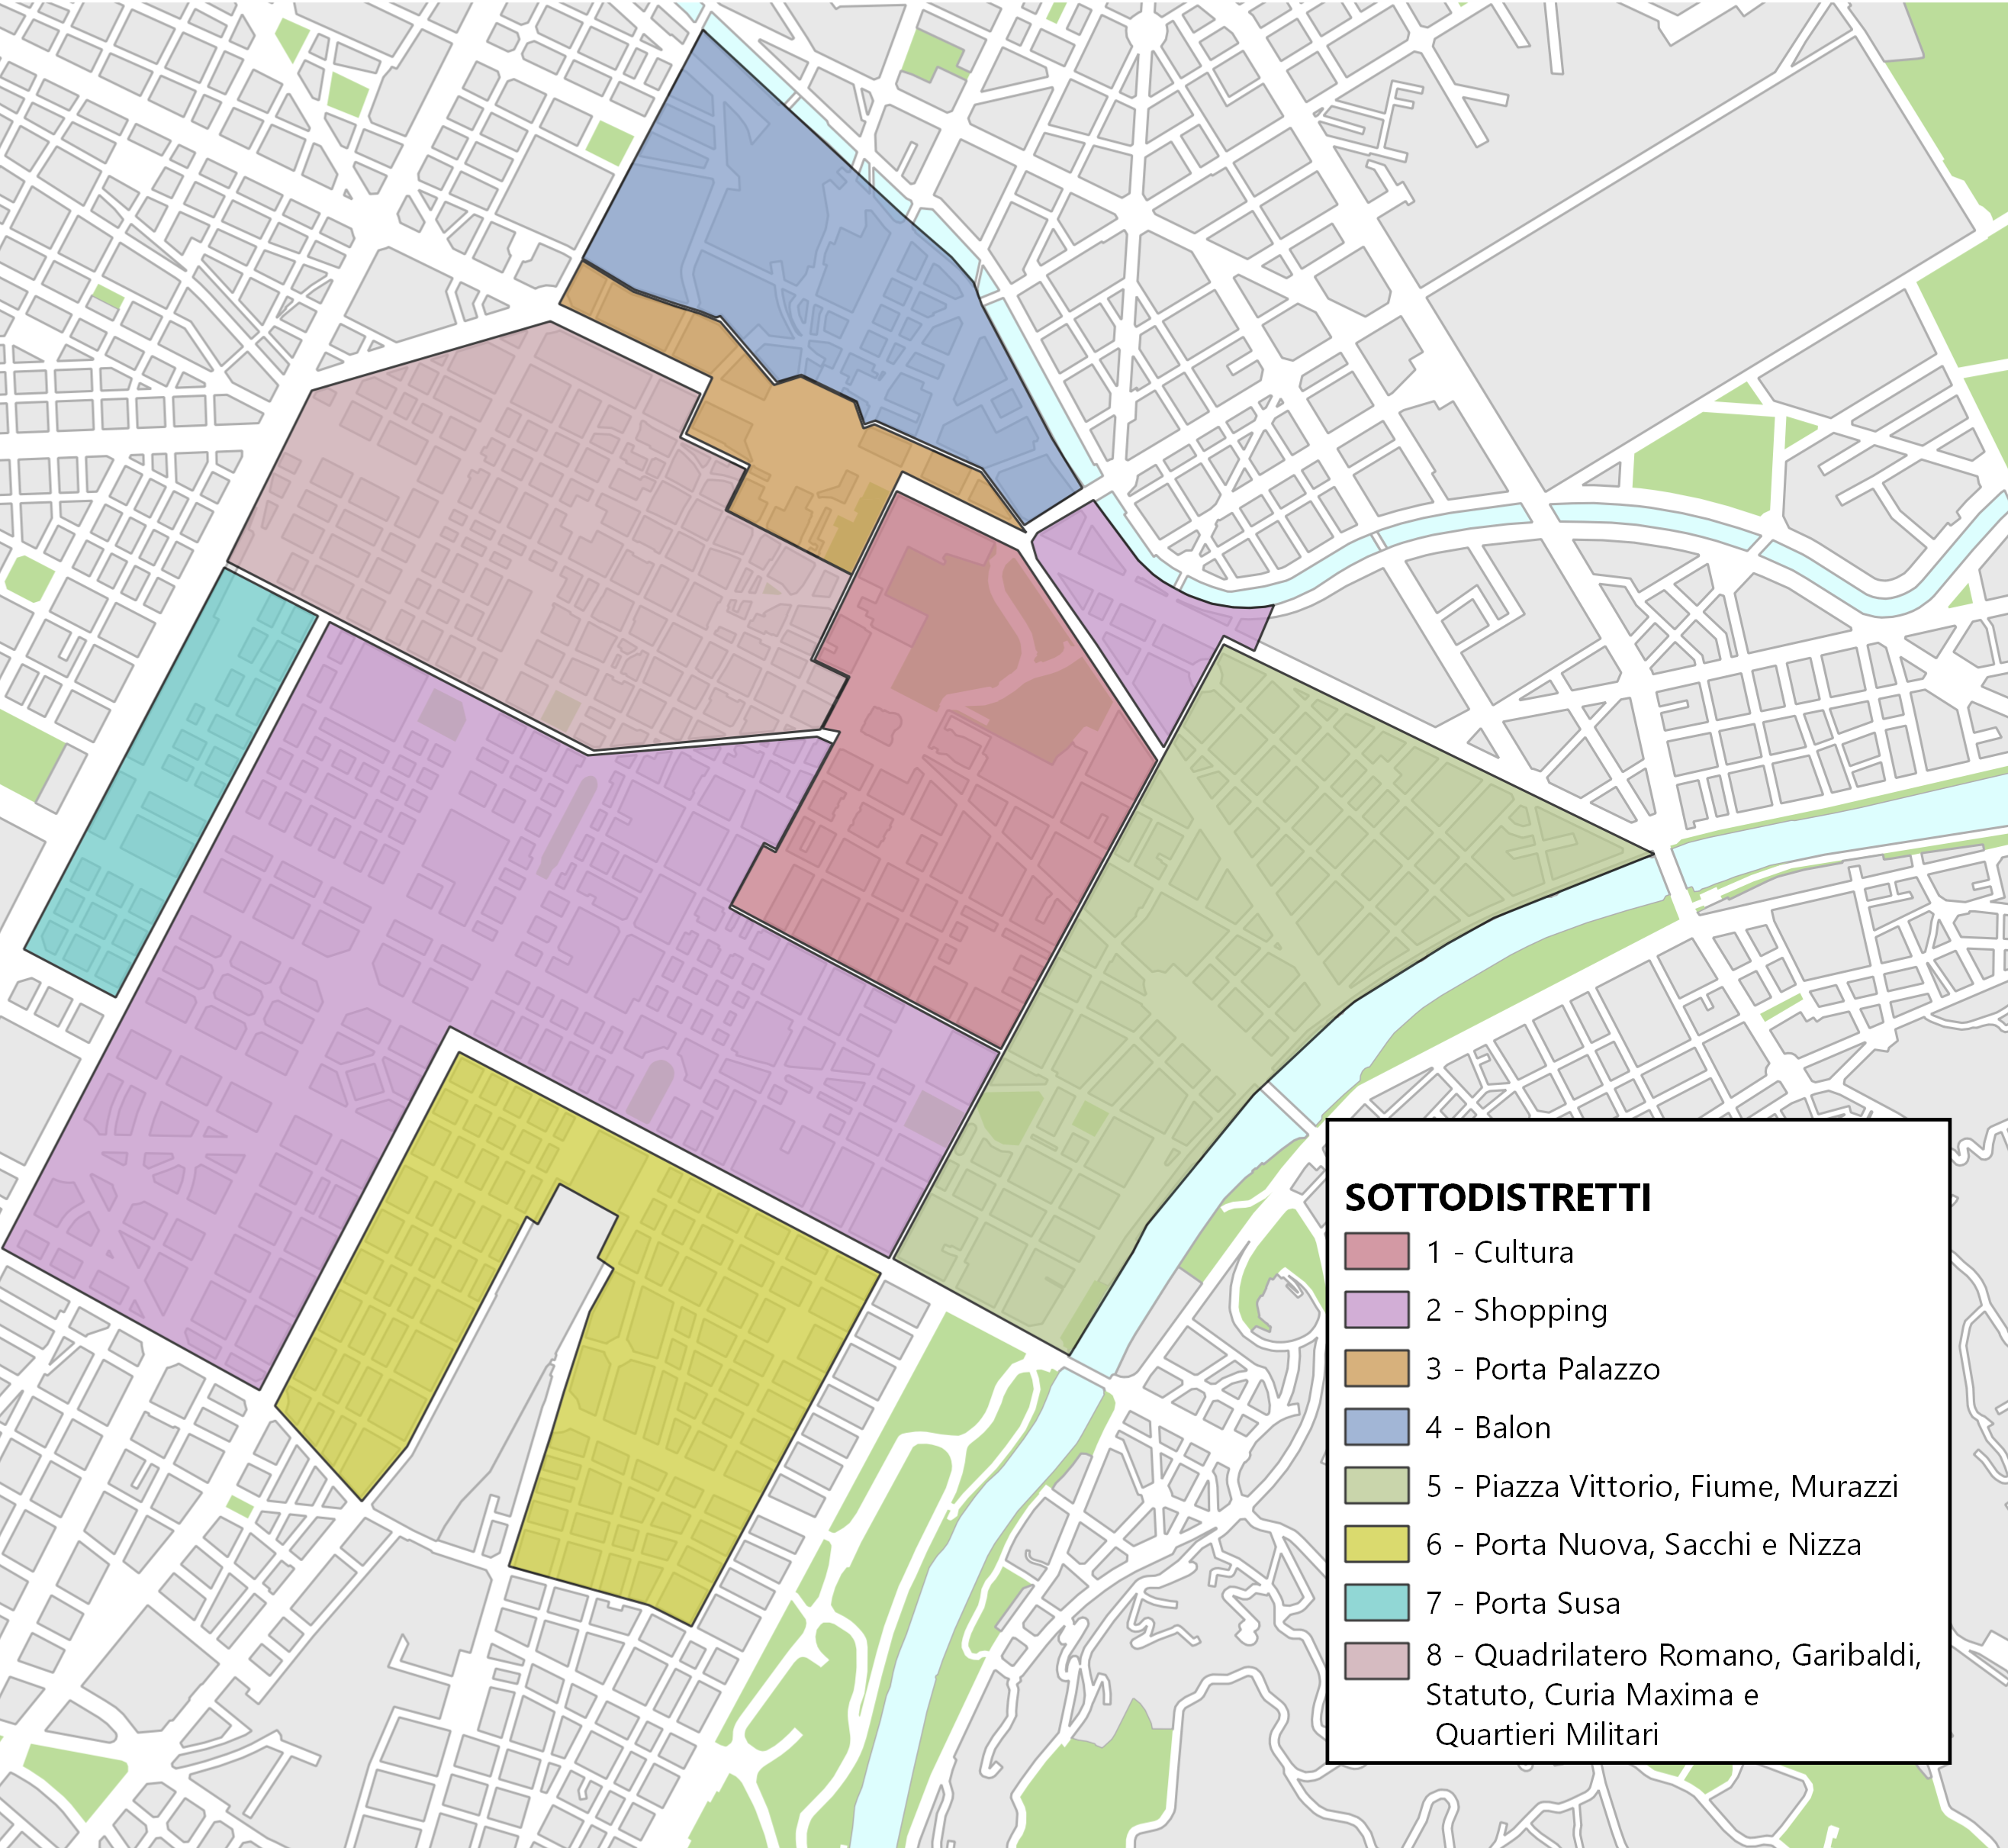 SOTTODISTRETTI
1 - Cultura
2 - Shopping
3 - Porta Palazzo
4 - Balon
5 - Piazza Vittorio, Fiume, Murazzi
6 - Porta Nuova, Sacchi e Nizza
7 - Porta Susa
8 - Quadrilatero Romano, Garibaldi,
Statuto, Curia Maxima e
Quartieri Militari